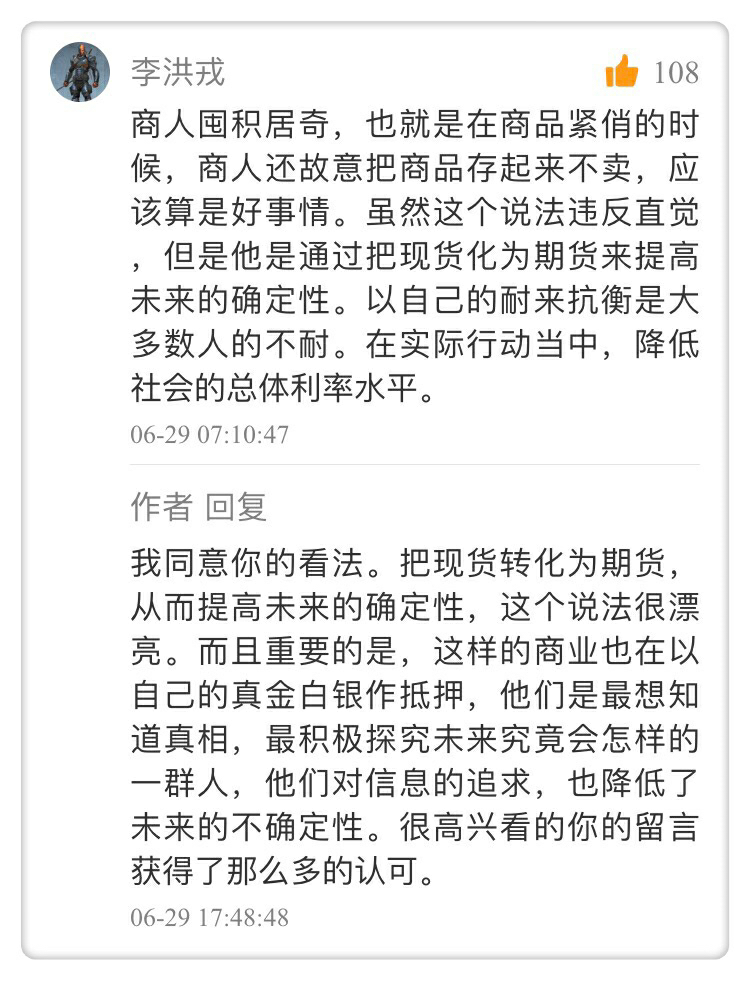 李洪戎
108
商人囤积居奇，也就是在商品紧俏的时
候，商人还故意把商品存起来不卖，应
该算是好事情。虽然这个说法违反直觉
，但是他是通过把现货化为期货来提高
未来的确定性。以自己的耐来抗衡是大
多数人的不耐。在实际行动当中，降低
社会的总体利率水平。
06-29 07:10:47
作者 回复
我同意你的看法。把现货转化为期货，
从而提高未来的确定性，这个说法很漂
亮。而且重要的是，这样的商业也在以
自己的真金白银作抵押，他们是最想知
道真相，最积极探究未来究竟会怎样的
一群人，他们对信息的追求，也降低了
未来的不确定性。很高兴看的你的留言
获得了那么多的认可。
06-29 17:48:48